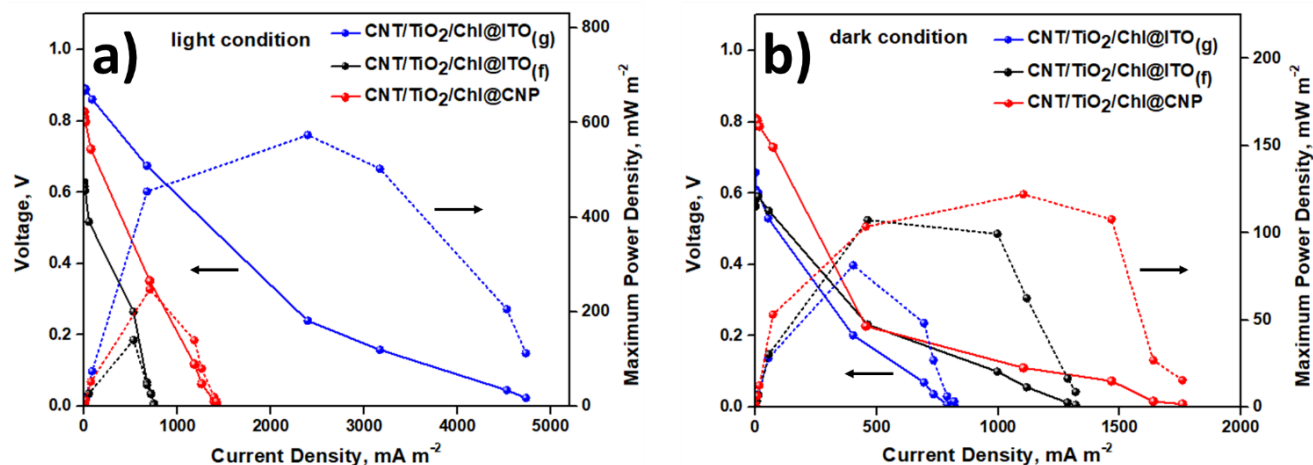 a)
light condition
CNT/TiO₂/Chl@ITO(g)
CNT/TiO₂/Chl@ITO(f)
CNT/TiO₂/Chl@CNP
Voltage, V
1.0
0.8
0.6
0.4
0.2
0.0
0 1000 2000 3000 4000 5000
Current Density, mA m⁻²
800
600
400
200
0
Maximum Power Density, mW m⁻²
b)
dark condition
CNT/TiO₂/Chl@ITO(g)
CNT/TiO₂/Chl@ITO(f)
CNT/TiO₂/Chl@CNP
Voltage, V
1.0
0.8
0.6
0.4
0.2
0.0
0 500 1000 1500 2000
Current Density, mA m⁻²
200
150
100
50
0
Maximum Power Density, mW m⁻²